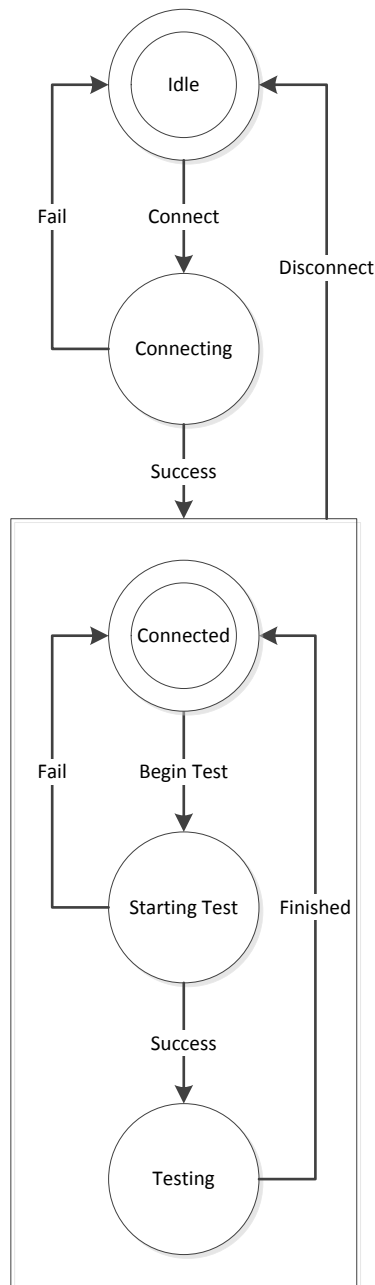 Idle
Fail
Connect
Disconnect
Connecting
Success
Connected
Fail
Begin Test
Starting Test
Finished
Success
Testing